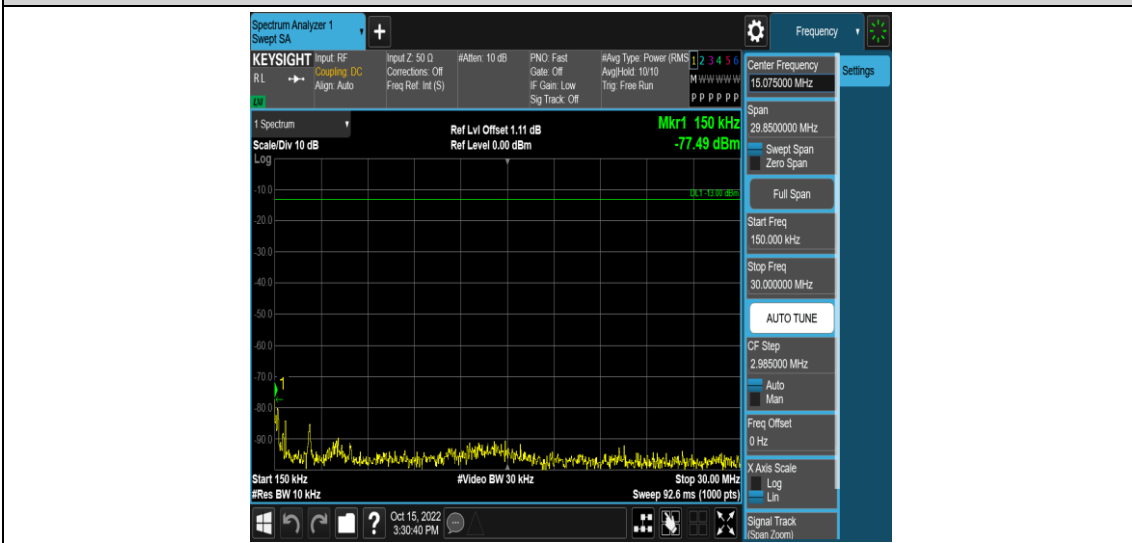 Spectrum Analyzer 1
Swept SA
+
Frequency
KEYSIGHT
RL
LV
Input: RF
Coupling: DC
Align: Auto
Input Z: 50 Ω
Corrections: Off
Freq Ref: Int (S)
#Atten: 10 dB
PNO: Fast
Gate: Off
IF Gain: Low
Sig Track: Off
#Avg Type: Power (RMS
Avg|Hold: 10/10
Trig: Free Run
1 2 3 4 5 6
M W W W W W
P P P P P P
1 Spectrum
Scale/Div 10 dB
Log
Ref Lvl Offset 1.11 dB
Ref Level 0.00 dBm
Mkr1 150 kHz
-77.49 dBm
DL1 -13.00 dBm
-10.0
-20.0
-30.0
-40.0
-50.0
-60.0
-70.0
1
-80.0
-90.0
Start 150 kHz
#Video BW 30 kHz
Stop 30.00 MHz
#Res BW 10 kHz
Sweep 92.6 ms (1000 pts)
?
Oct 15, 2022
3:30:40 PM
Center Frequency
15.075000 MHz
Settings
Span
29.8500000 MHz
Swept Span
Zero Span
Full Span
Start Freq
150.000 kHz
Stop Freq
30.000000 MHz
AUTO TUNE
CF Step
2.985000 MHz
Auto
Man
Freq Offset
0 Hz
X Axis Scale
Log
Lin
Signal Track
(Span Zoom)